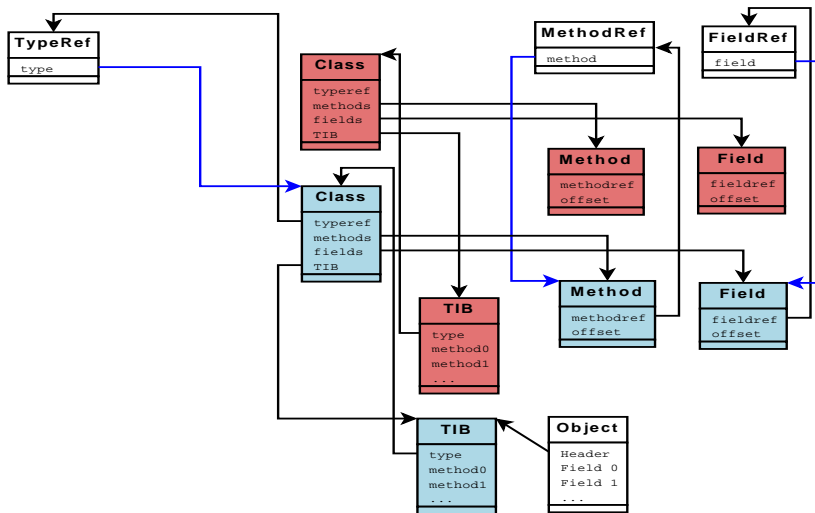 TypeRef
type
MethodRef
method
FieldRef
field
Class
typeref
methods
fields
TIB
Method
methodref
offset
Field
fieldref
offset
Class
typeref
methods
fields
TIB
Method
methodref
offset
Field
fieldref
offset
TIB
type
method0
method1
...
TIB
type
method0
method1
...
Object
Header
Field 0
Field 1
...